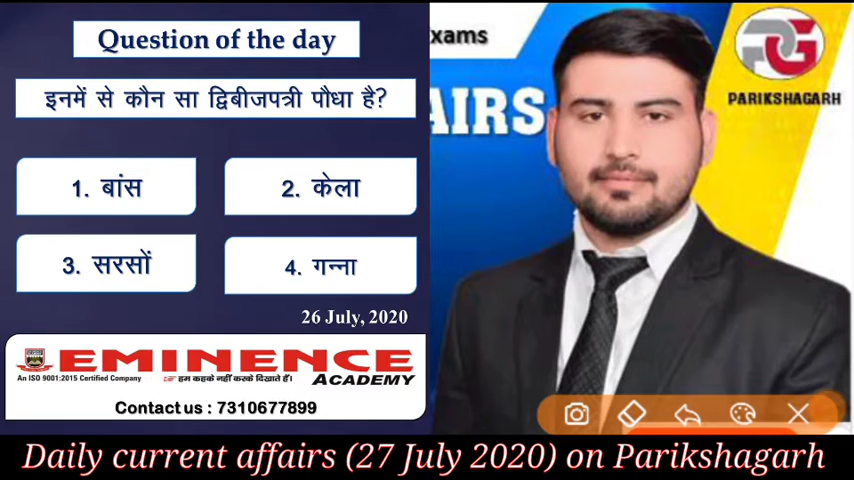 Question of the day
इनमें से कौन सा द्विबीजपत्री पौधा है?
1. बांस
2. केला
3. सरसों
4. गन्ना
26 July, 2020
EMINENCE
An ISO 9001:2015 Certified Company
हम कहके नहीं करके दिखाते हैं।
ACADEMY
Contact us : 7310677899
xams
AIRS
PG
PARIKSHAGARH
Daily current affairs (27 July 2020) on Parikshagarh